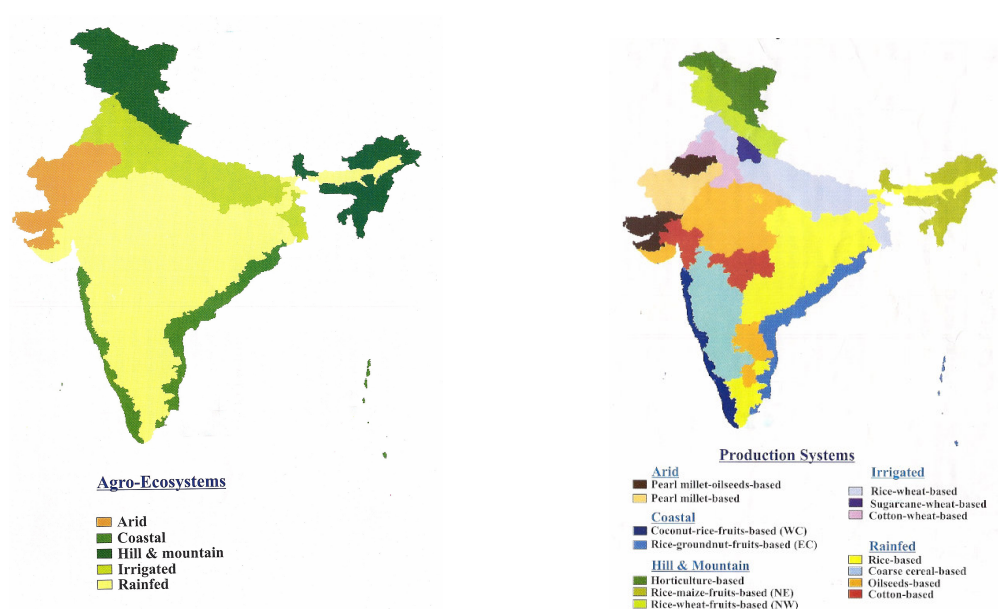 Agro-Ecosystems
Arid
Coastal
Hill & mountain
Irrigated
Rainfed
Production Systems
Arid
Pearl millet-oilseeds-based
Pearl millet-based
Coastal
Coconut-rice-fruits-based (WC)
Rice-groundnut-fruits-based (EC)
Hill & Mountain
Horticulture-based
Rice-maize-fruits-based (NE)
Rice-wheat-fruits-based (NW)
Irrigated
Rice-wheat-based
Sugarcane-wheat-based
Cotton-wheat-based
Rainfed
Rice-based
Coarse cereal-based
Oilseeds-based
Cotton-based